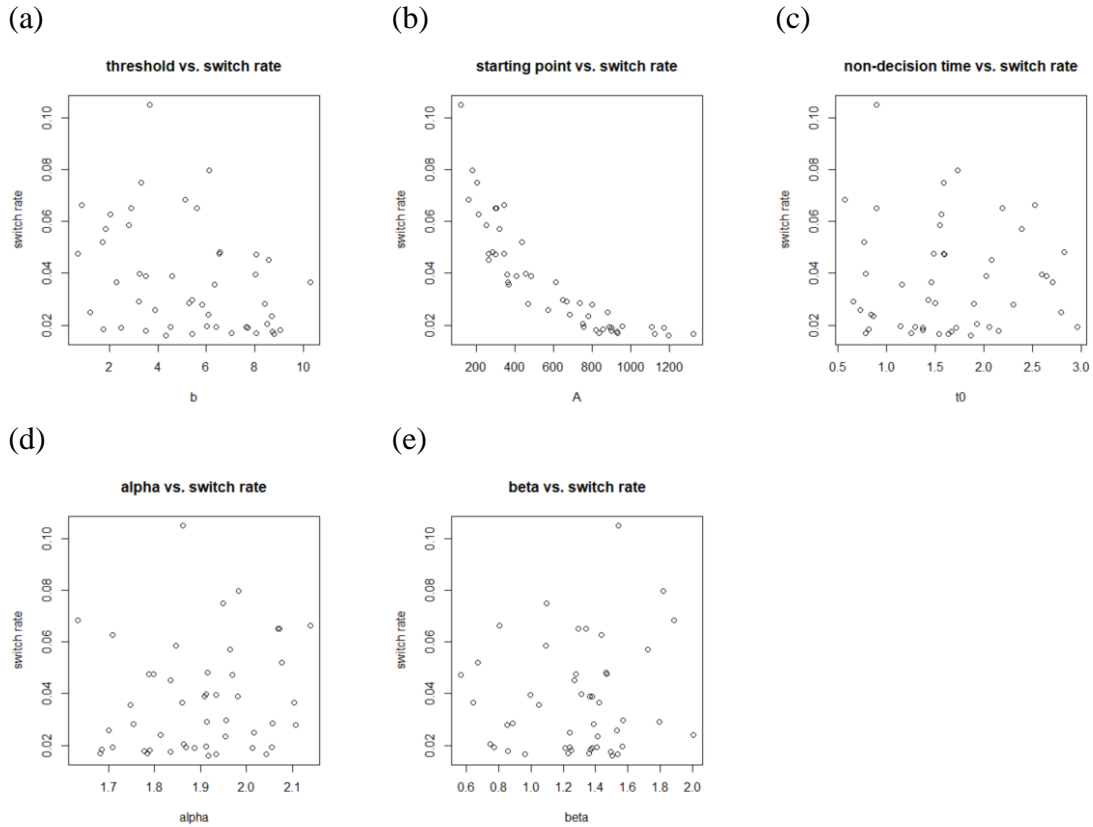 (a)
(b)
(c)
threshold vs. switch rate
starting point vs. switch rate
non-decision time vs. switch rate
switch rate
0.02 0.04 0.06 0.08 0.10
2 4 6 8 10
b
switch rate
0.02 0.04 0.06 0.08 0.10
200 400 600 800 1000 1200
A
switch rate
0.02 0.04 0.06 0.08 0.10
0.5 1.0 1.5 2.0 2.5 3.0
t0
(d)
(e)
alpha vs. switch rate
beta vs. switch rate
switch rate
0.02 0.04 0.06 0.08 0.10
1.7 1.8 1.9 2.0 2.1
alpha
switch rate
0.02 0.04 0.06 0.08 0.10
0.6 0.8 1.0 1.2 1.4 1.6 1.8 2.0
beta